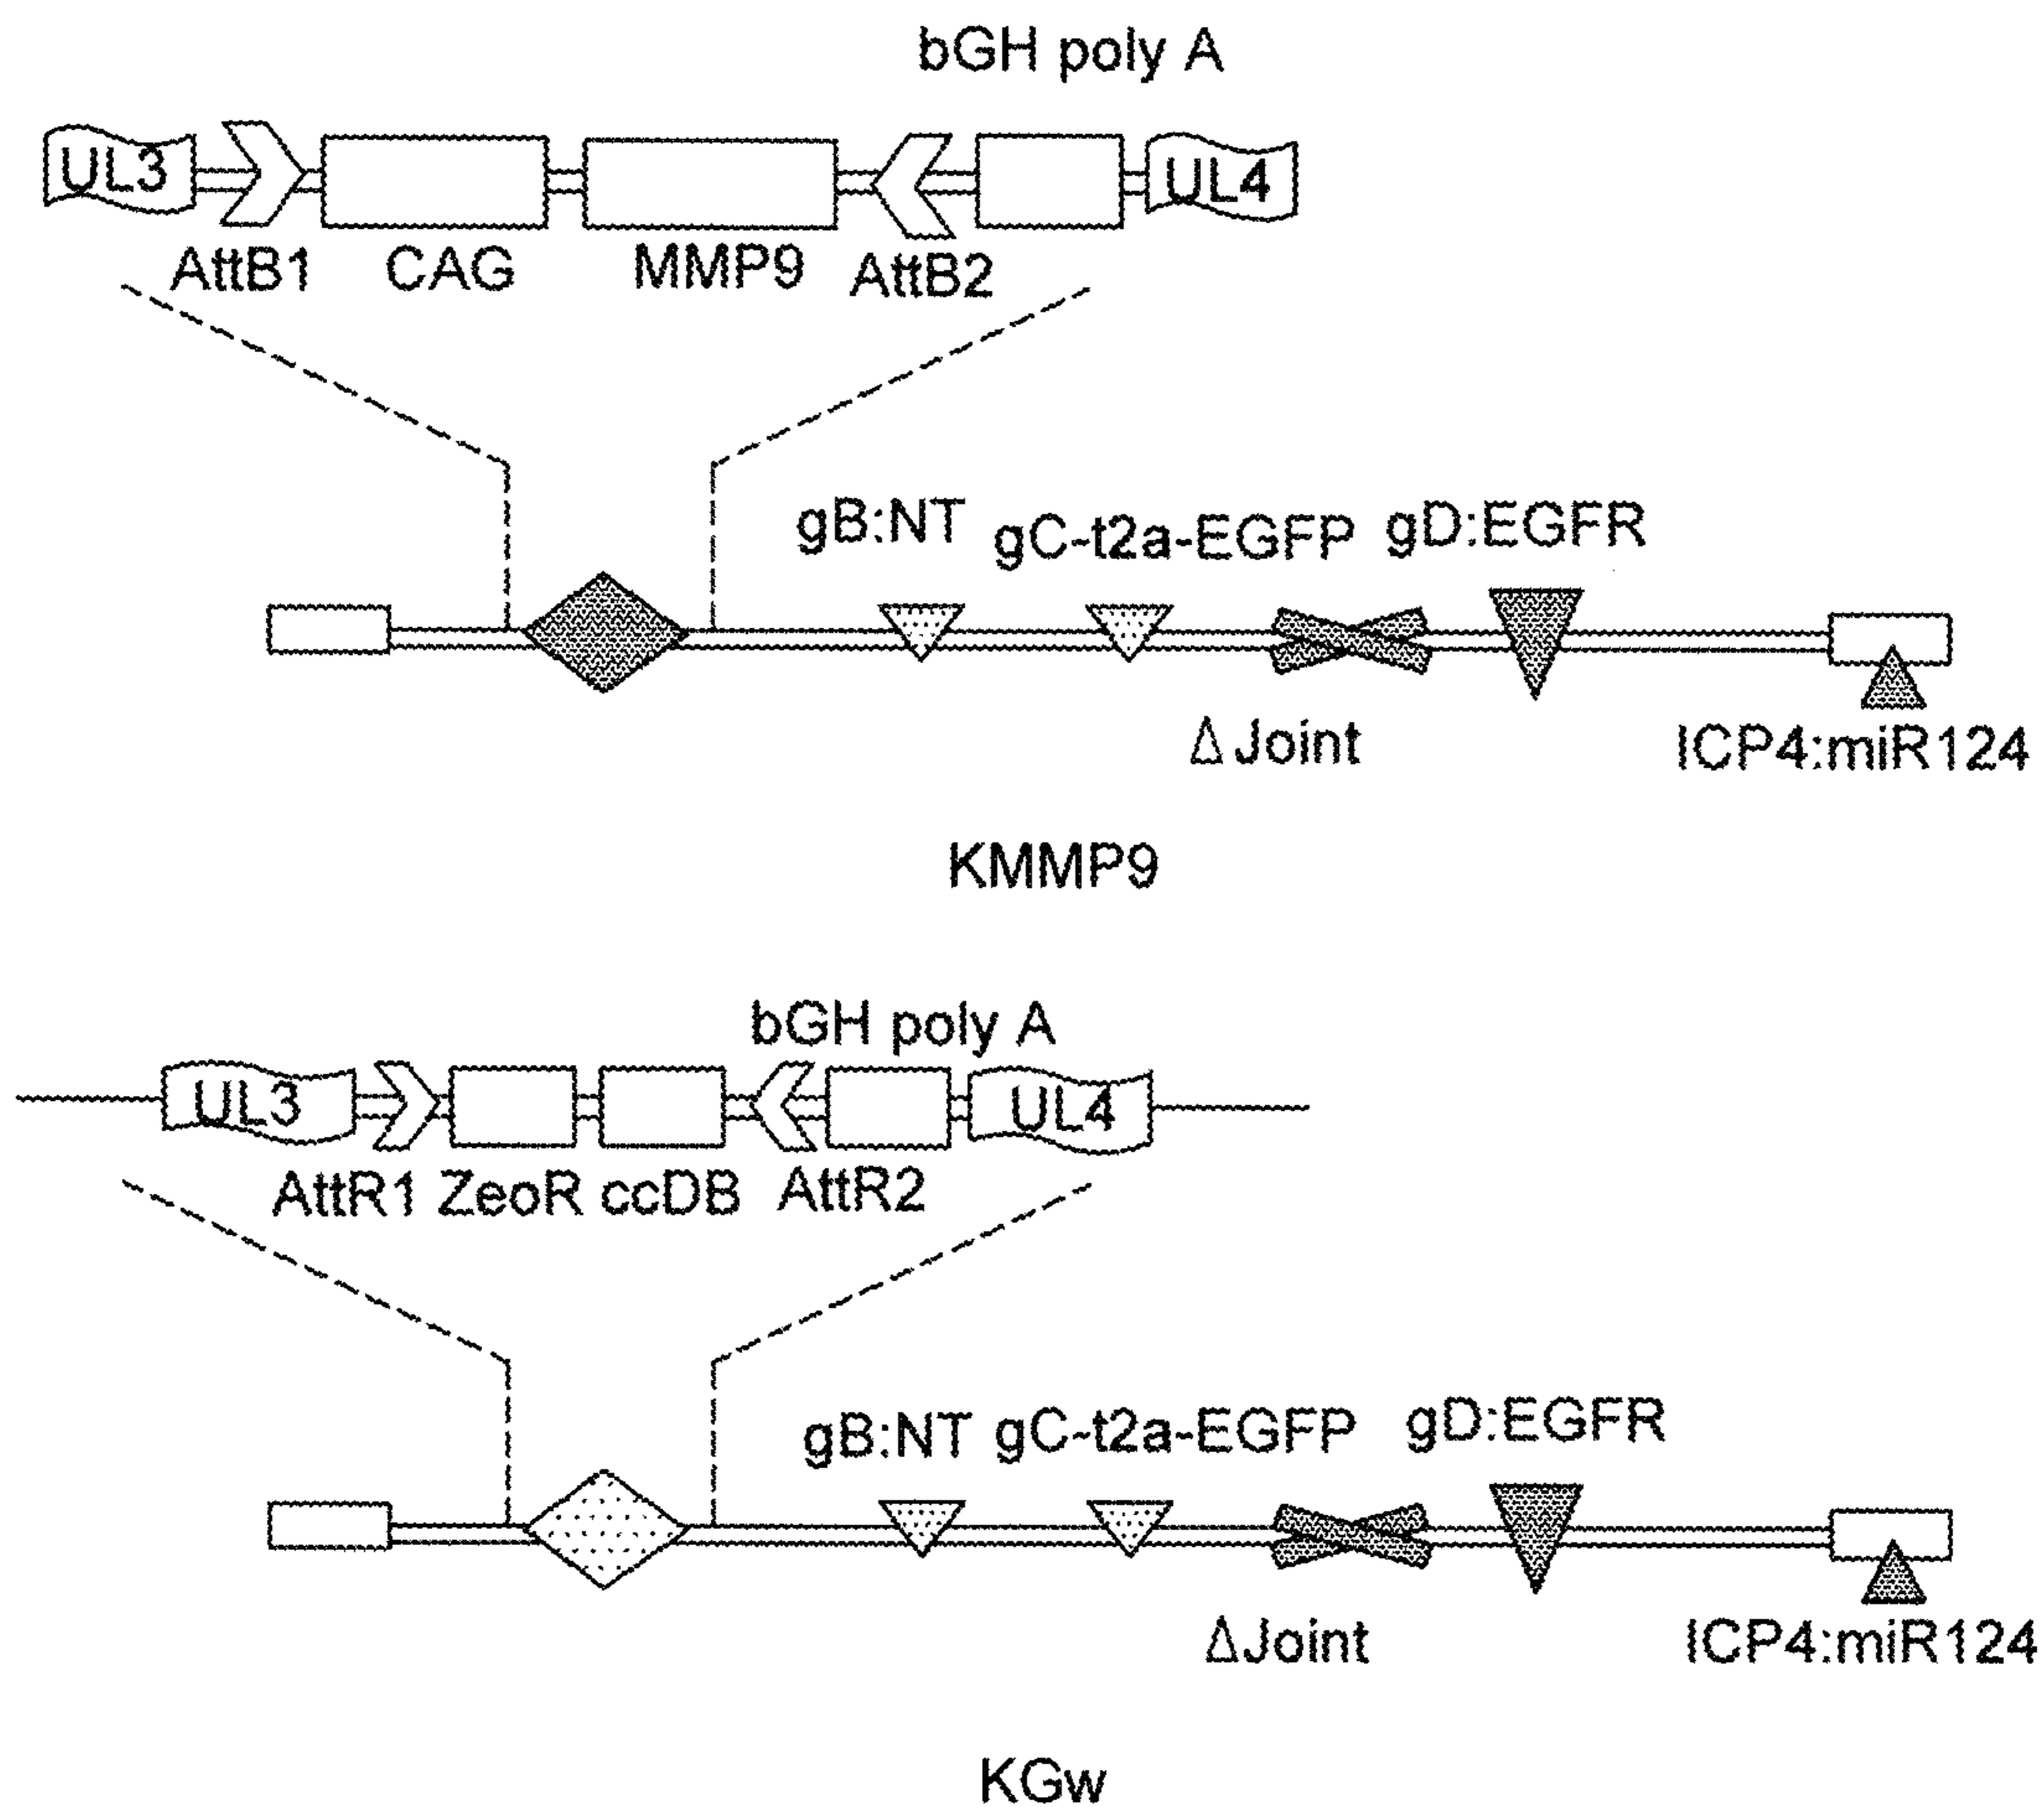 bGH poly A
UL3 UL4
AttB1 CAG MMP9 AttB2
gB:NT gC-t2a-EGFP gD:EGFR
Δ Joint ICP4:miR124
KMMP9
bGH poly A
UL3 UL4
AttR1 ZeoR ccDB AttR2
gB:NT gC-t2a-EGFP gD:EGFR
ΔJoint ICP4:miR124
KGw